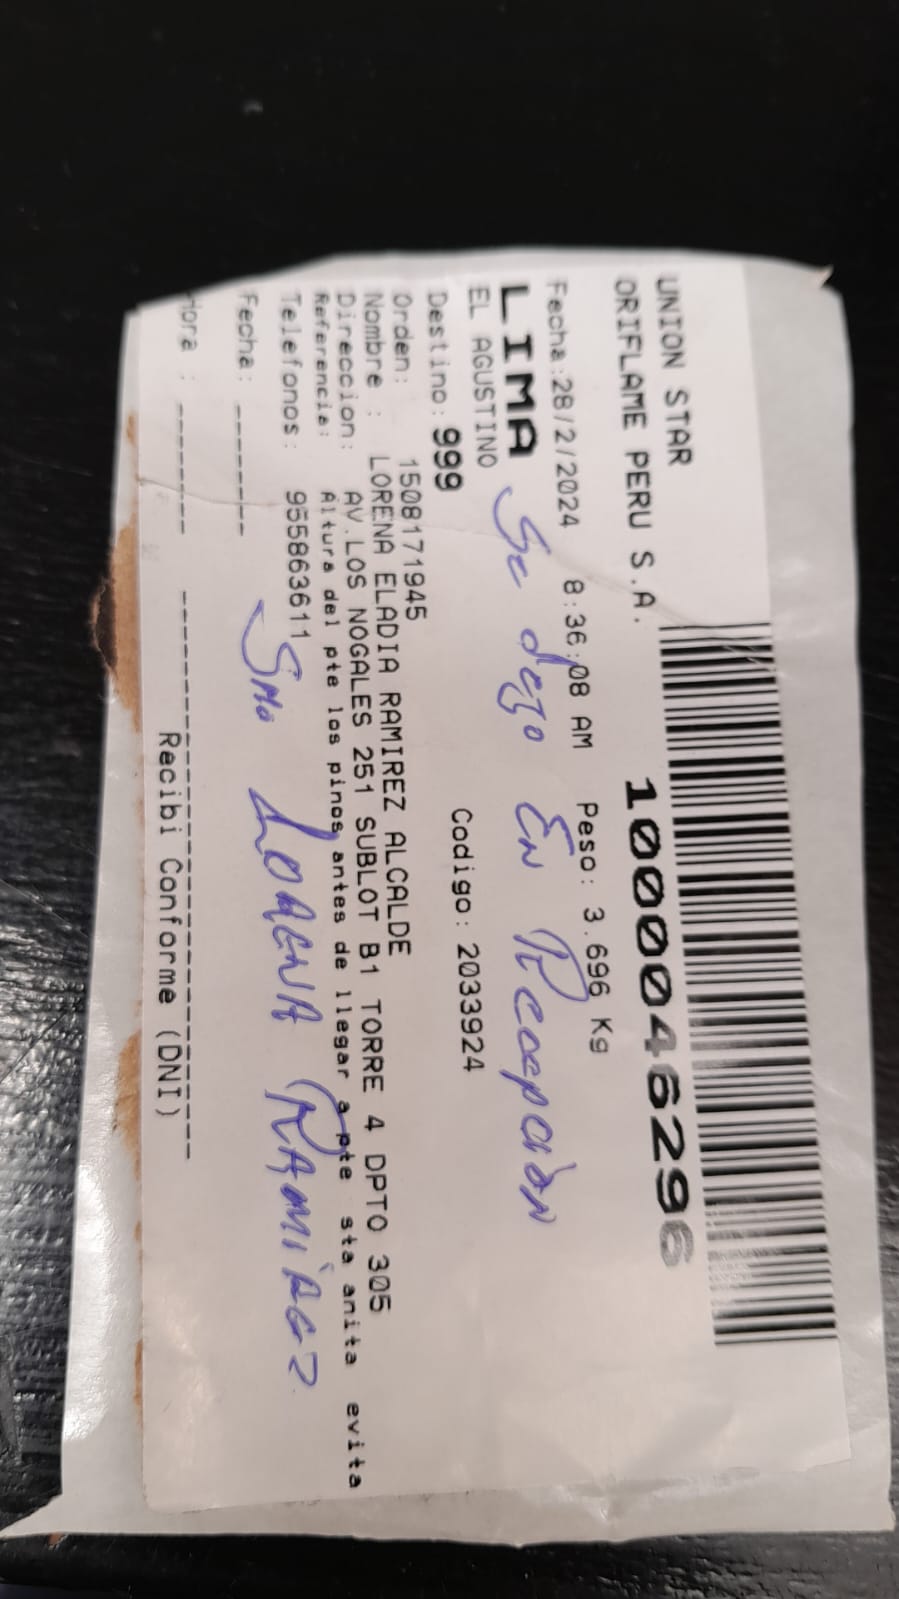 UNION STAR
ORIFLAME PERU S.A.
1000046296
Fecha:28/2/2024 8:36:08 AM Peso: 3.696 Kg
LIMA
Se dejo En Recepción
EL AGUSTINO
Destino: 999 Codigo: 2033924
Orden: 1508171945
Nombre : LORENA ELADIA RAMIREZ ALCALDE
Direccion: AV.LOS NOGALES 251 SUBLOT B1 TORRE 4 DPTO 305
Referencia: Altura del pte los pinos antes de llegar a pte sta anita evita
Telefonos: 955863611
LORENA RAMIREZ
Fecha: ------
Hora : ------
Recibi Conforme (DNI)